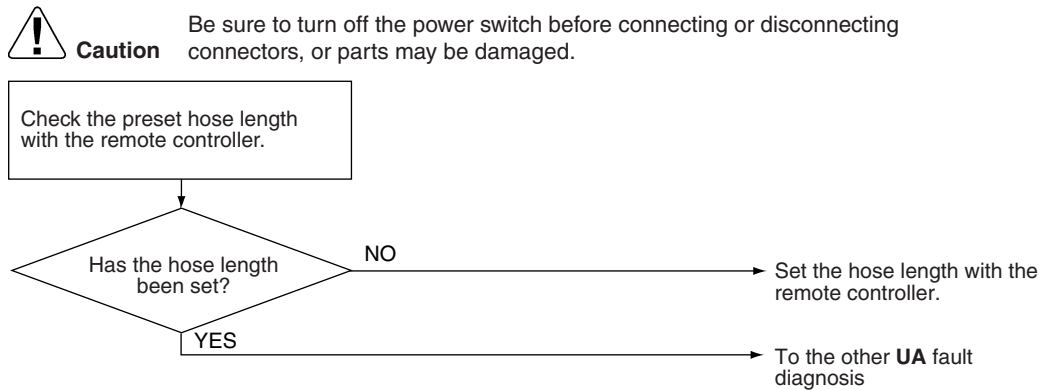 Be sure to turn off the power switch before connecting or disconnecting
Caution connectors, or parts may be damaged.
Check the preset hose length
with the remote controller.
Has the hose length
been set?
NO
Set the hose length with the
remote controller.
YES
To the other UA fault
diagnosis